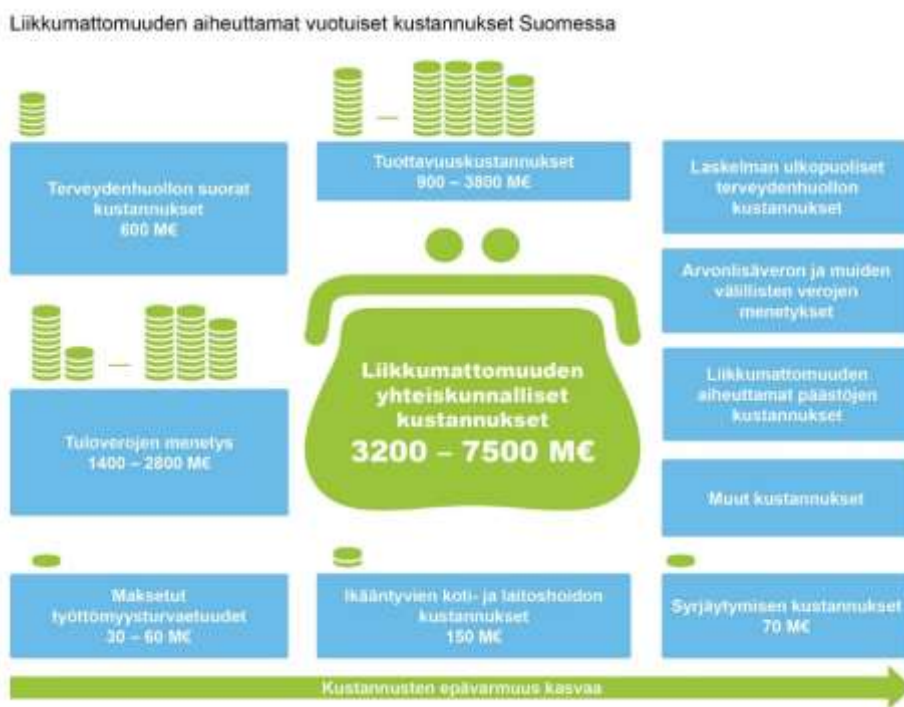 Liikkumattomuuden aiheuttamat vuotuiset kustannukset Suomessa
Terveydenhuollon suorat
kustannukset
600 M€
Tuottavuuskustannukset
900 – 3800 M€
Laskelman ulkopuoliset
terveydenhuollon
kustannukset
Arvonlisäveron ja muiden
välillisten verojen
menetykset
Liikkumattomuuden
yhteiskunnalliset
kustannukset
3200 – 7500 M€
Tuloverojen menetys
1400 – 2800 M€
Liikkumattomuuden
aiheuttamat päästöjen
kustannukset
Muut kustannukset
Maksetut
työttömyysturvaetuudet
30 – 60 M€
Ikääntyvien koti- ja laitoshoidon
kustannukset
150 M€
Syrjäytymisen kustannukset
70 M€
Kustannusten epävarmuus kasvaa